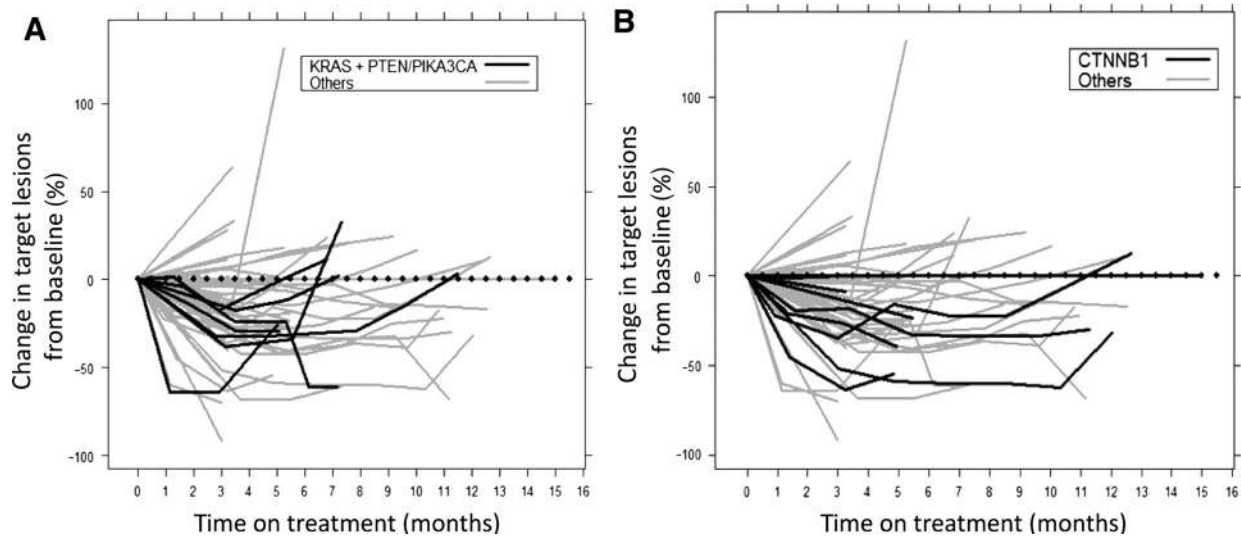 A
KRAS + PTEN/PIKA3CA
Others
Change in target lesions
from baseline (%)
100
50
0
−50
−100
0 1 2 3 4 5 6 7 8 9 10 11 12 13 14 15 16
Time on treatment (months)
B
CTNNB1
Others
Change in target lesions
from baseline (%)
100
50
0
−50
−100
0 1 2 3 4 5 6 7 8 9 10 11 12 13 14 15 16
Time on treatment (months)